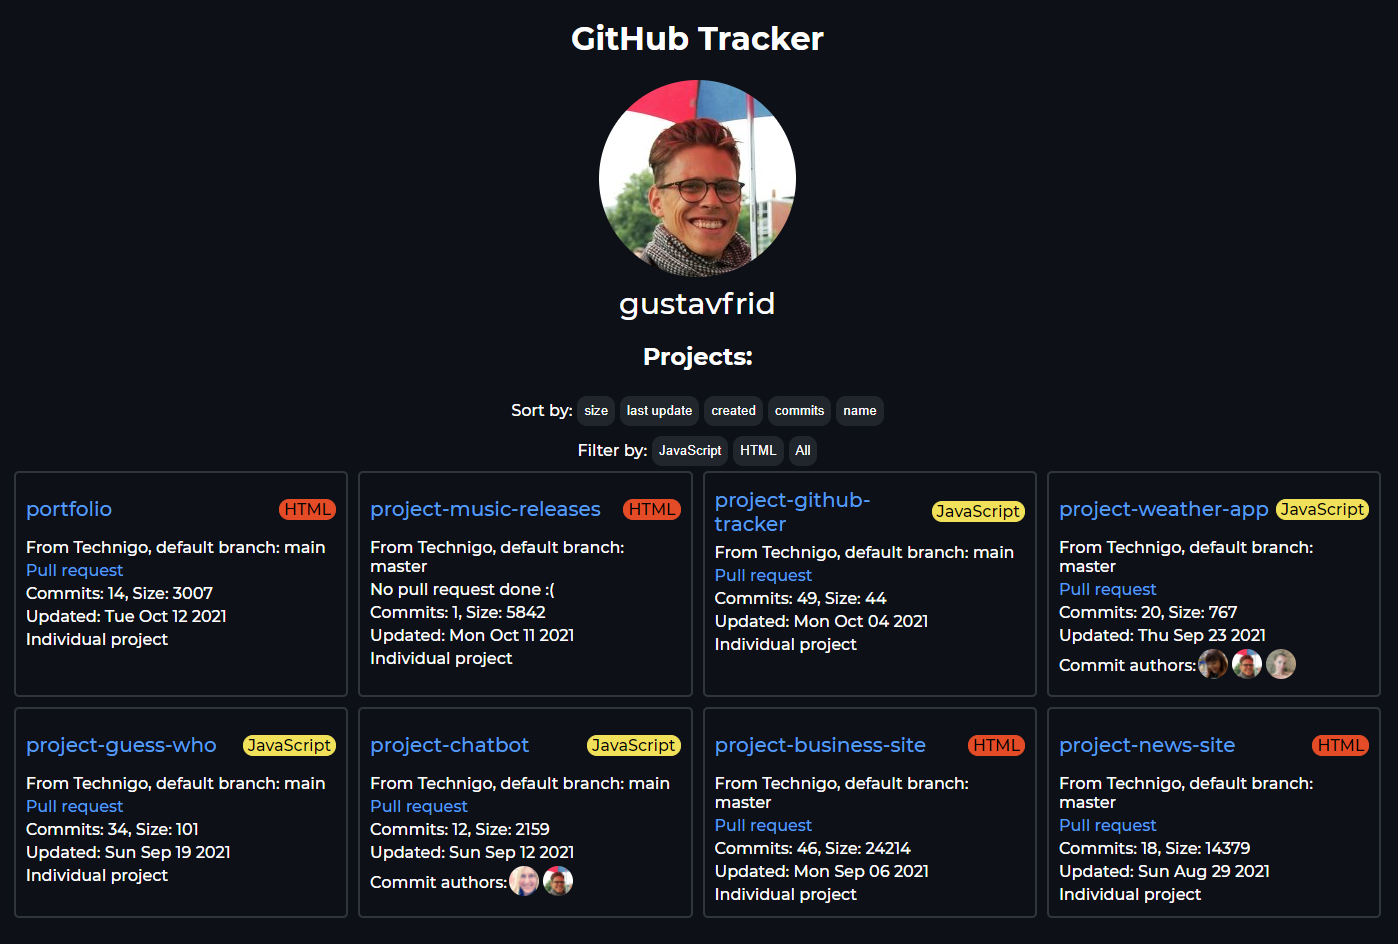 GitHub Tracker
gustavfrid
Projects:
Sort by: size last update created commits name
Filter by: JavaScript HTML All
portfolio HTML
From Technigo, default branch: main
Pull request
Commits: 14, Size: 3007
Updated: Tue Oct 12 2021
Individual project
project-music-releases HTML
From Technigo, default branch:
master
No pull request done :(
Commits: 1, Size: 5842
Updated: Mon Oct 11 2021
Individual project
project-github-
tracker JavaScript
From Technigo, default branch: main
Pull request
Commits: 49, Size: 44
Updated: Mon Oct 04 2021
Individual project
project-weather-app JavaScript
From Technigo, default branch:
master
Pull request
Commits: 20, Size: 767
Updated: Thu Sep 23 2021
Commit authors:
project-guess-who JavaScript
From Technigo, default branch: main
Pull request
Commits: 34, Size: 101
Updated: Sun Sep 19 2021
Individual project
project-chatbot JavaScript
From Technigo, default branch: main
Pull request
Commits: 12, Size: 2159
Updated: Sun Sep 12 2021
Commit authors:
project-business-site HTML
From Technigo, default branch:
master
Pull request
Commits: 46, Size: 24214
Updated: Mon Sep 06 2021
Individual project
project-news-site HTML
From Technigo, default branch:
master
Pull request
Commits: 18, Size: 14379
Updated: Sun Aug 29 2021
Individual project